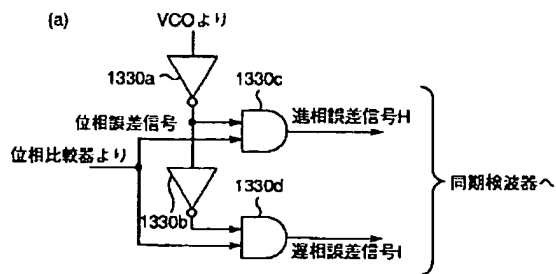 (a)
VCOより
1330a
1330c
進相誤差信号H
位相誤差信号
位相比較器より
同期検波器へ
1330d
1330b
遅相誤差信号I